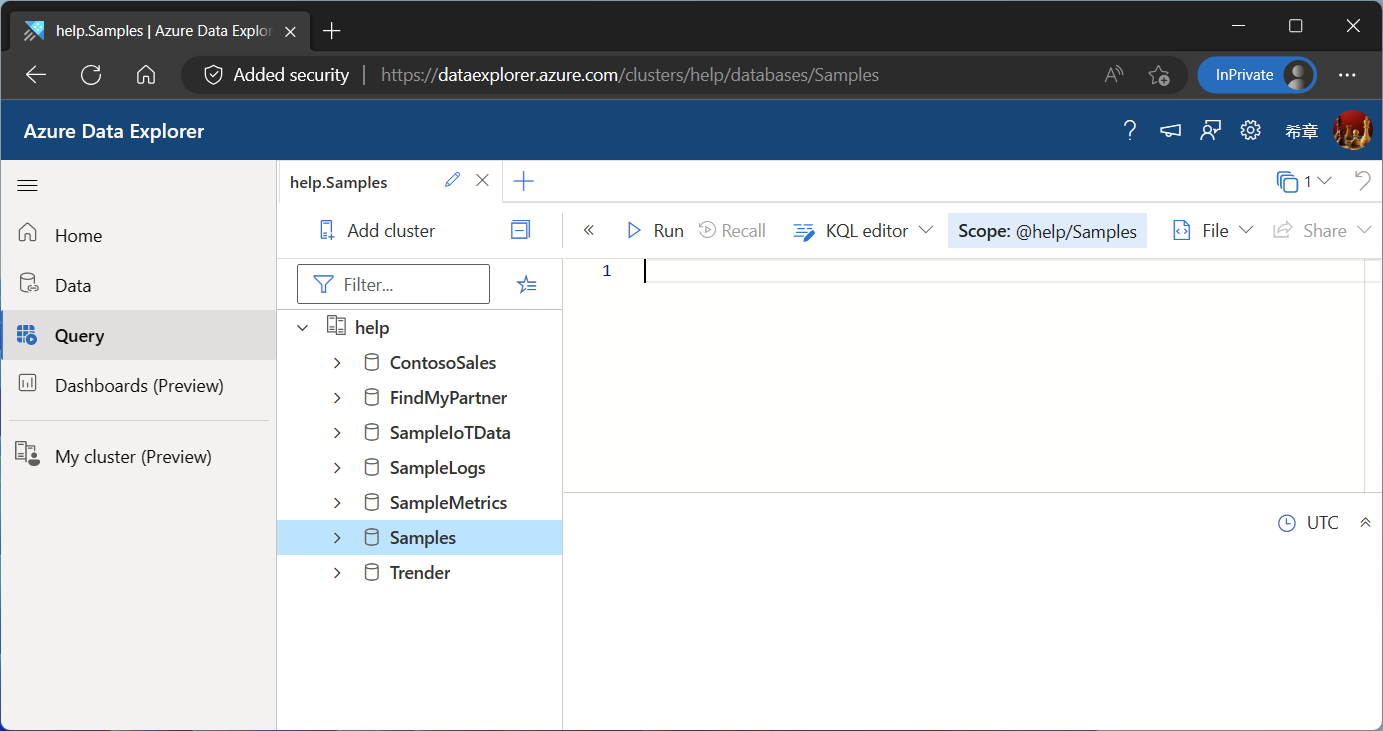 help.Samples | Azure Data Explor
Added security | https://dataexplorer.azure.com/clusters/help/databases/Samples
InPrivate
Azure Data Explorer
希章
help.Samples
1
Add cluster
Run
Recall
KQL editor
Scope: @help/Samples
File
Share
Home
Data
Query
Dashboards (Preview)
My cluster (Preview)
Filter...
help
ContosoSales
FindMyPartner
SampleIoTData
SampleLogs
SampleMetrics
Samples
Trender
1
UTC